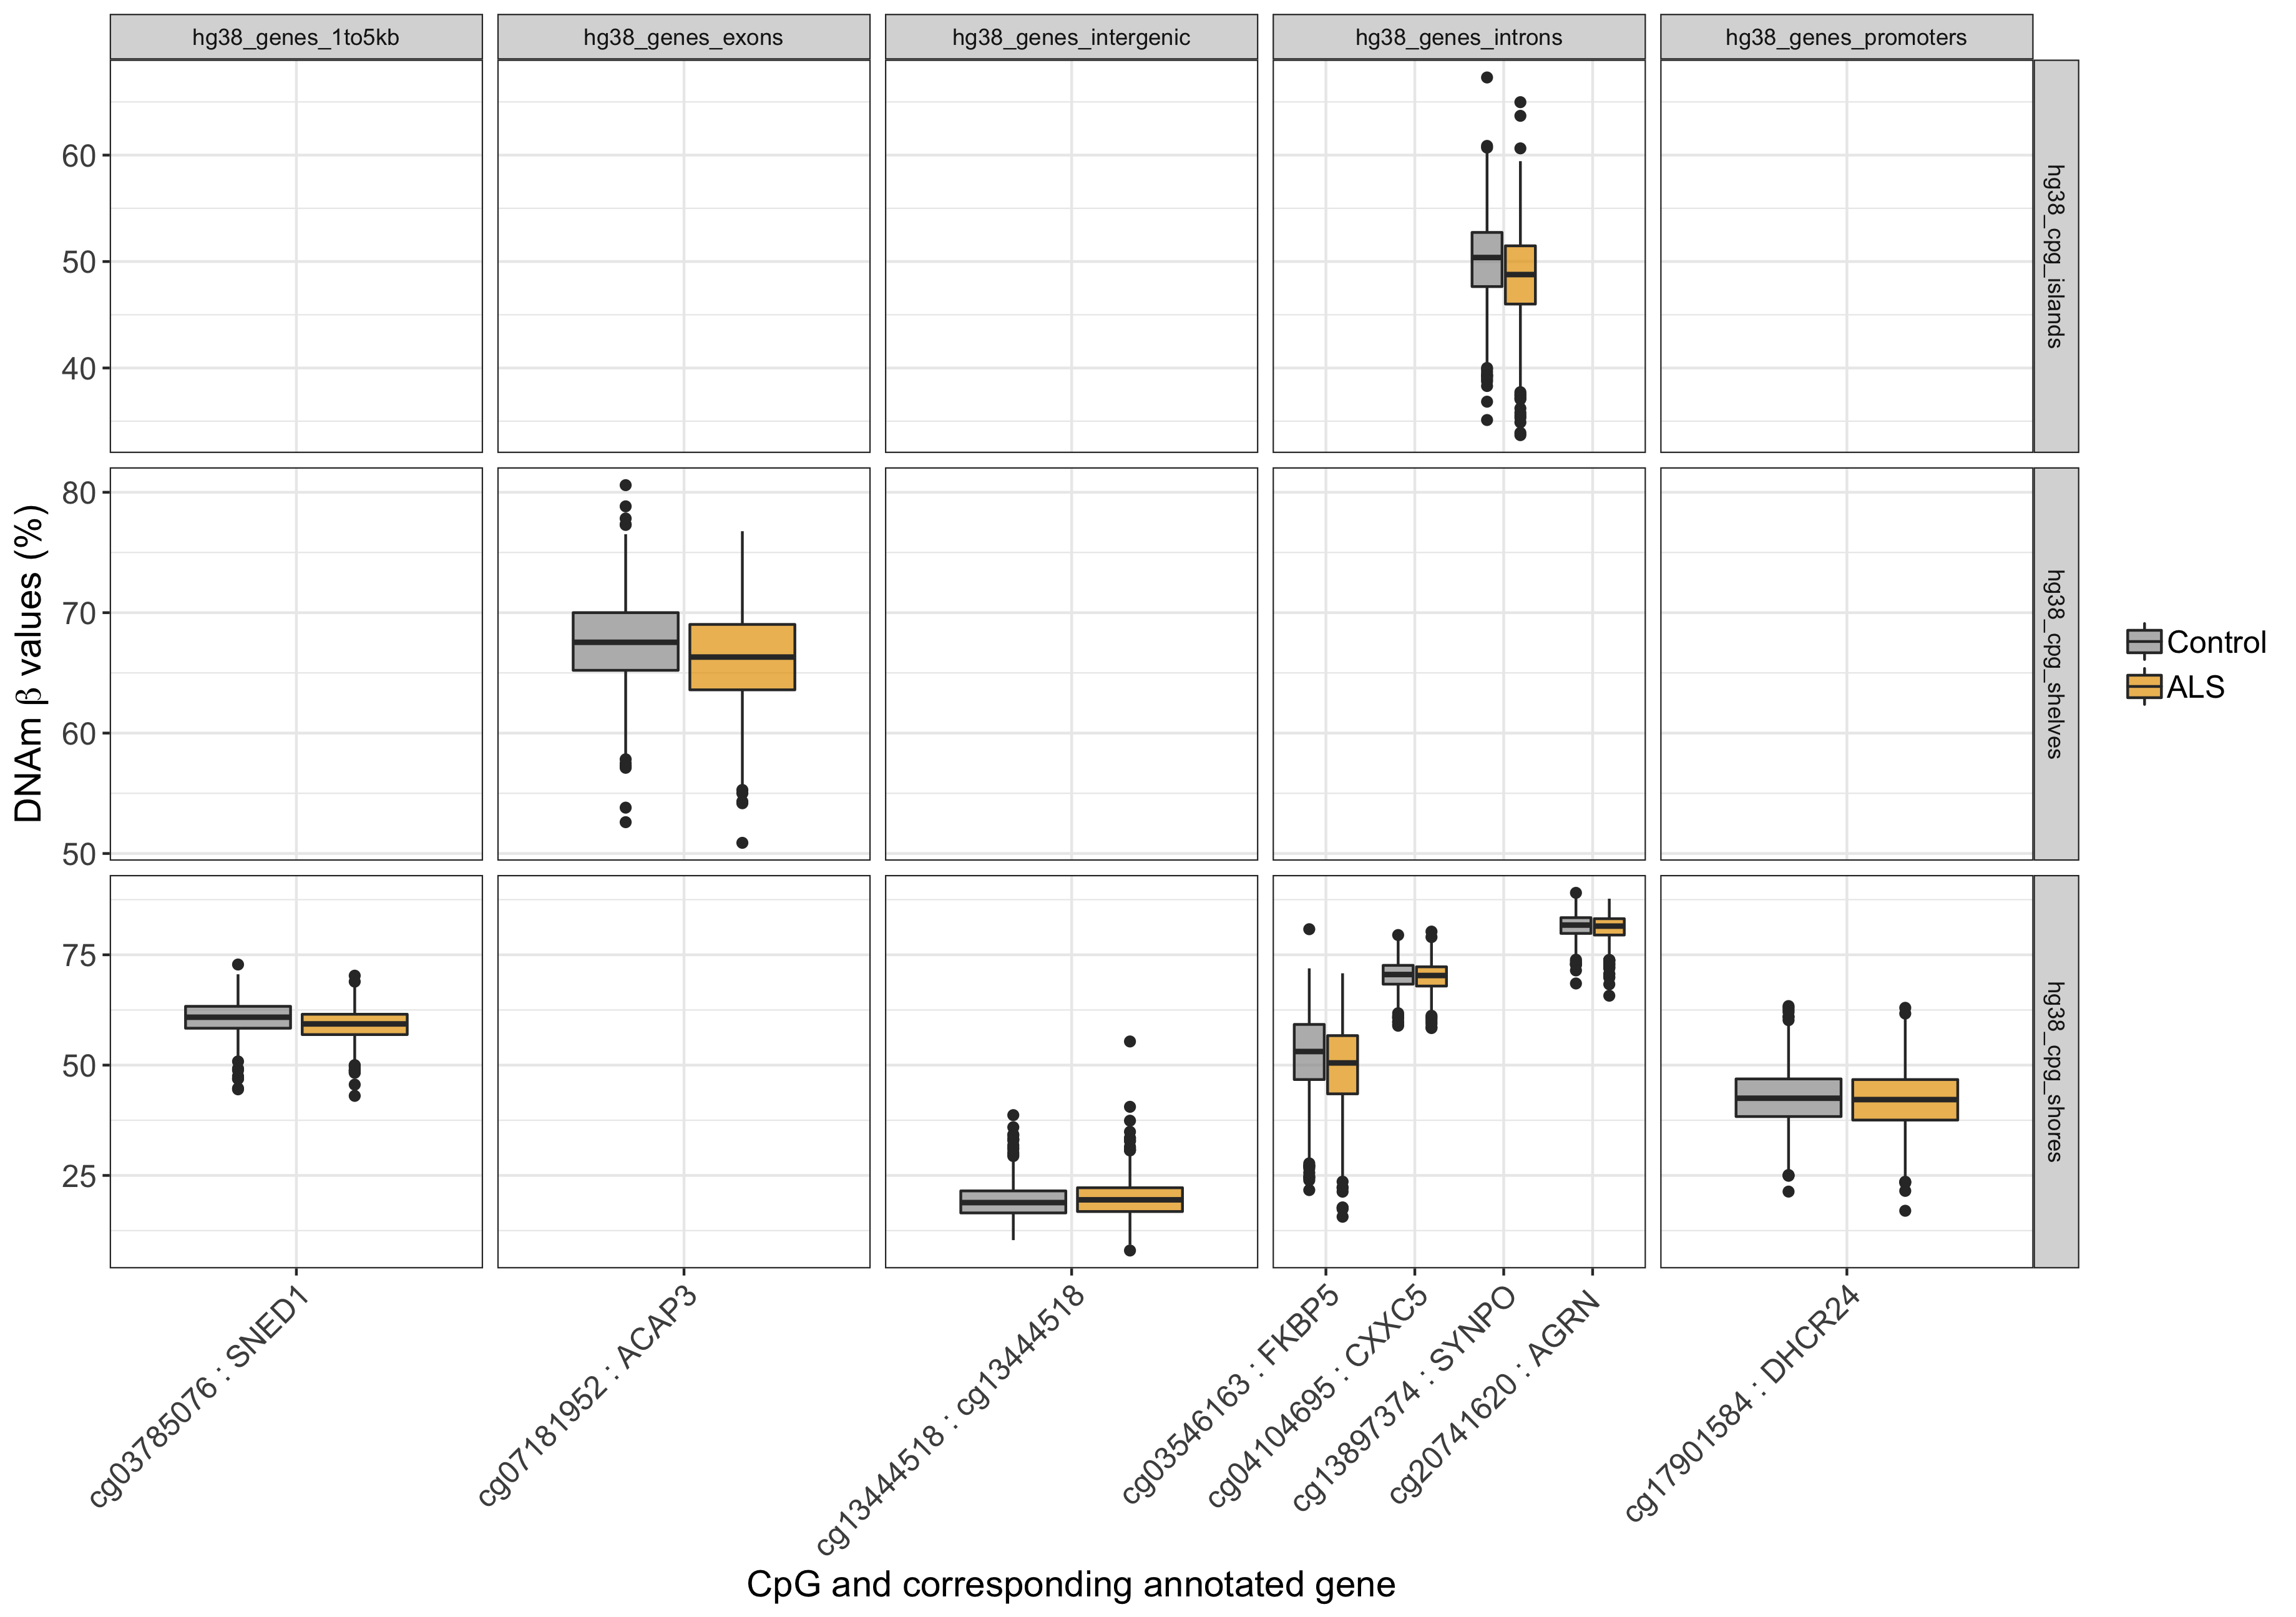 hg38_genes_1to5kb
hg38_genes_exons
hg38_genes_intergenic
hg38_genes_introns
hg38_genes_promoters
60
50
40
hg38_cpg_islands
80
70
60
50
hg38_cpg_shelves
75
50
25
hg38_cpg_shores
DNAm β values (%)
Control
ALS
cg03785076 : SNED1
cg07181952 : ACAP3
cg13444518 : cg13444518
cg03546163 : FKBP5
cg04104695 : CXXC5
cg13897374 : SYNPO
cg20741620 : AGRN
cg17901584 : DHCR24
CpG and corresponding annotated gene